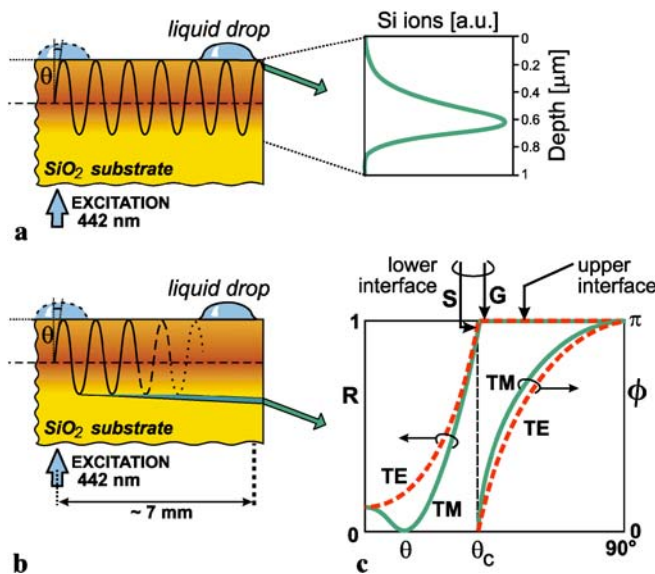 liquid drop
θ
SiO2 substrate
EXCITATION
442 nm
a
Si ions [a.u.]
0
0.2
0.4
0.6
0.8
1
Depth [μm]
liquid drop
θ
SiO2 substrate
EXCITATION
442 nm
~ 7 mm
b
lower
interface
S
G
upper
interface
1
R
0
π
ϕ
0
TM
TE
TE
TM
θ
θC
90°
c